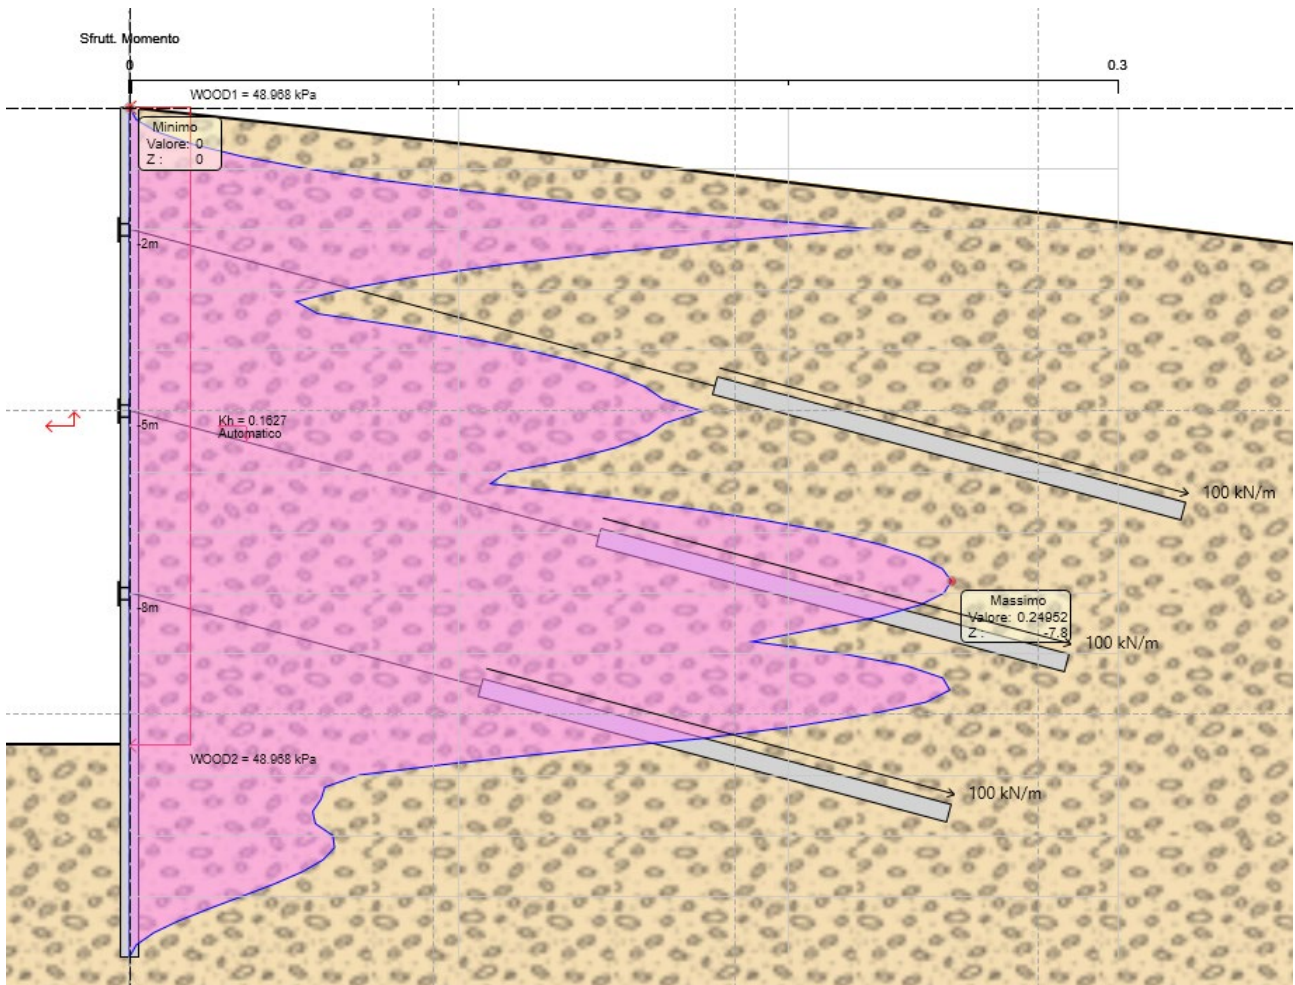 Sfrutt. Momento
0
0.3
WOOD1 = 48.968 kPa
Minimo
Valore: 0
Z : 0
-2m
Kh = 0.1627
-5m
Automatico
100 kN/m
-8m
Massimo
Valore: 0.24952
Z : -7.8
100 kN/m
WOOD2 = 48.968 kPa
100 kN/m